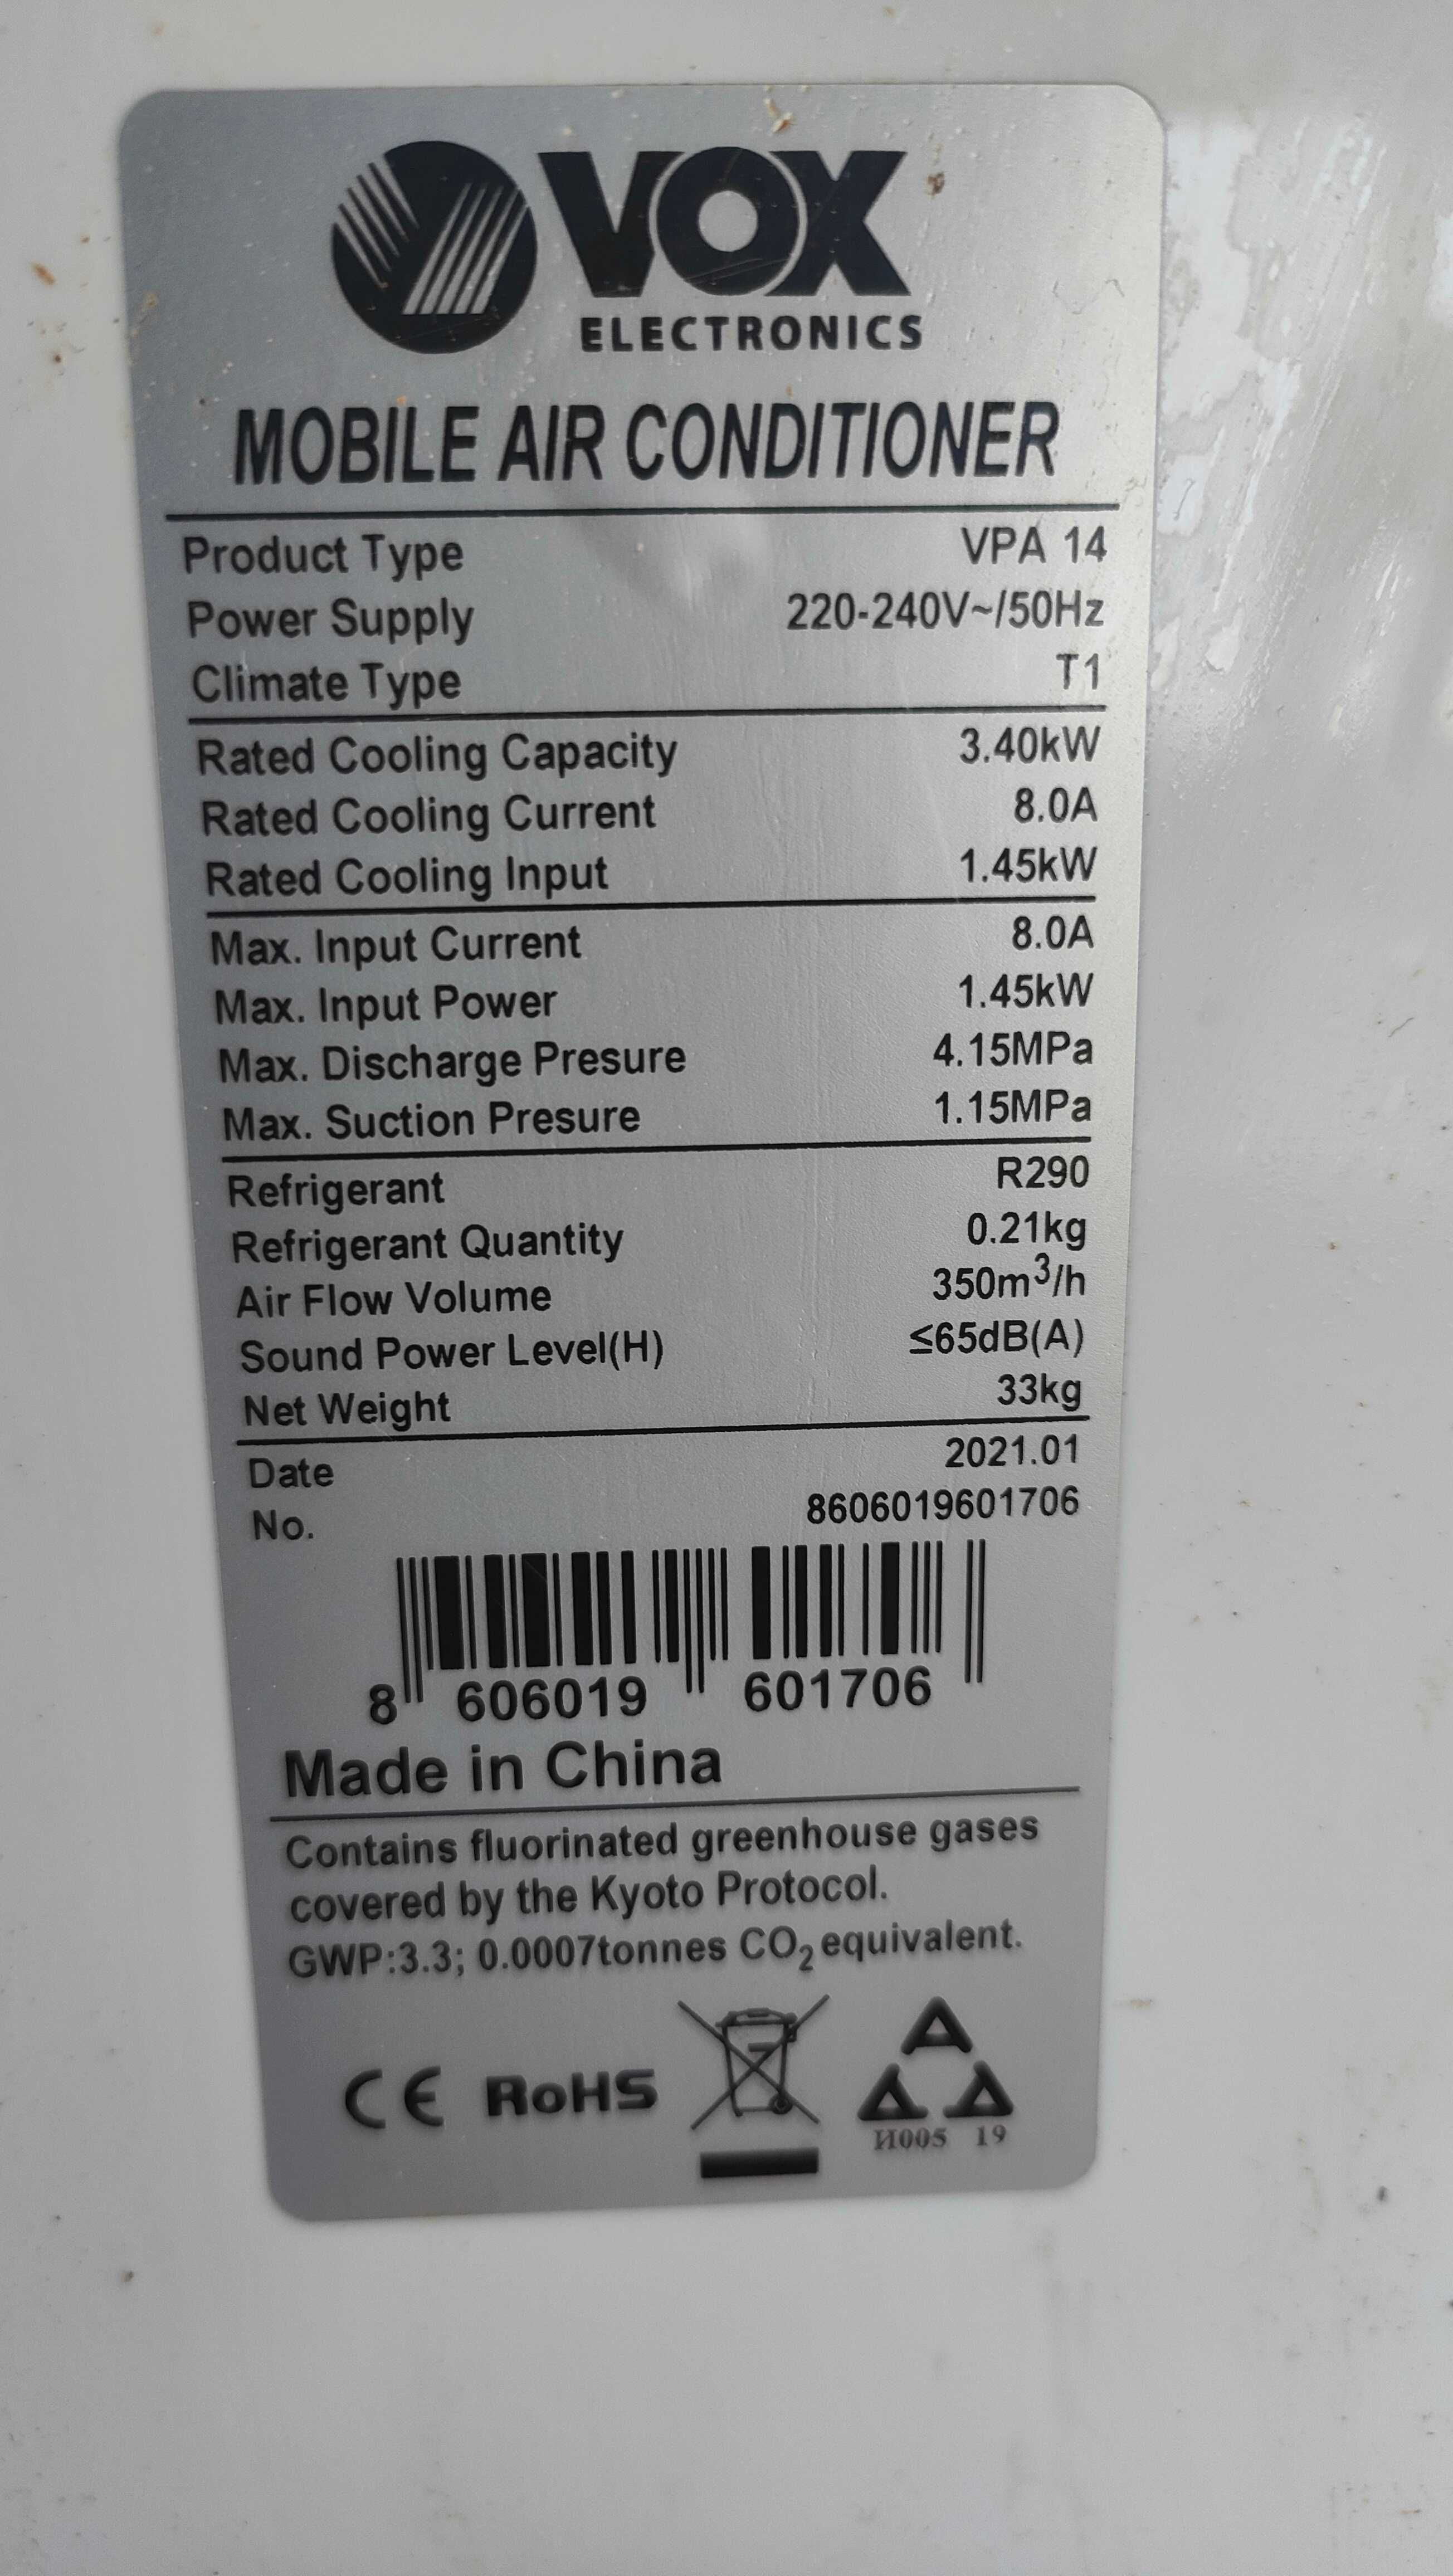 VOX
ELECTRONICS
MOBILE AIR CONDITIONER
Product Type VPA 14
Power Supply 220-240V~/50Hz
Climate Type T1
Rated Cooling Capacity 3.40kW
Rated Cooling Current 8.0A
Rated Cooling Input 1.45kW
Max. Input Current 8.0A
Max. Input Power 1.45kW
Max. Discharge Presure 4.15MPa
Max. Suction Presure 1.15MPa
Refrigerant R290
Refrigerant Quantity 0.21kg
Air Flow Volume 350m³/h
Sound Power Level(H) ≤65dB(A)
Net Weight 33kg
Date 2021.01
No. 8606019601706
8 606019 601706
Made in China
Contains fluorinated greenhouse gases
covered by the Kyoto Protocol.
GWP:3.3; 0.0007tonnes CO₂ equivalent.
CE RoHS
И005 19